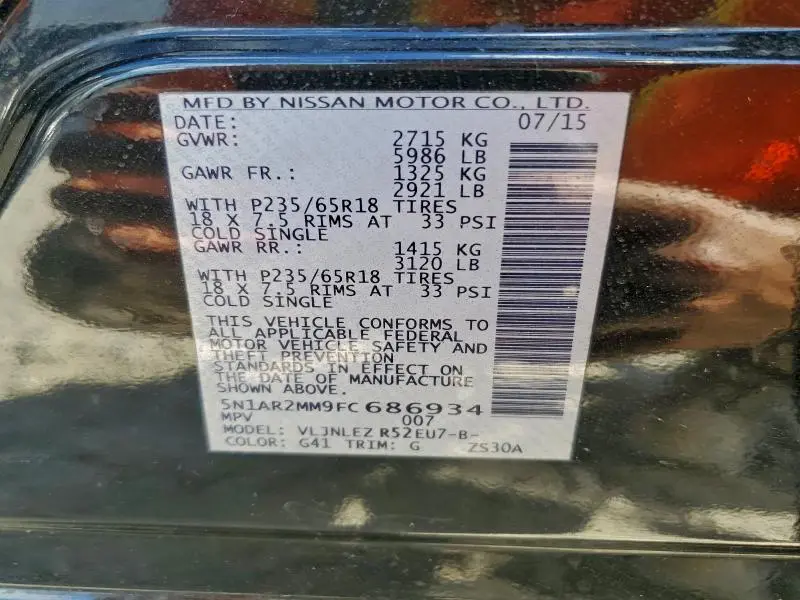 MFD BY NISSAN MOTOR CO., LTD.
DATE: 07/15
GVWR: 2715 KG
5986 LB
GAWR FR.: 1325 KG
2921 LB
WITH P235/65R18 TIRES
18 X 7.5 RIMS AT 33 PSI
COLD SINGLE
GAWR RR.: 1415 KG
3120 LB
WITH P235/65R18 TIRES
18 X 7.5 RIMS AT 33 PSI
COLD SINGLE
THIS VEHICLE CONFORMS TO
ALL APPLICABLE FEDERAL
MOTOR VEHICLE SAFETY AND
THEFT PREVENTION
STANDARDS IN EFFECT ON
THE DATE OF MANUFACTURE
SHOWN ABOVE.
5N1AR2MM9FC686934
MPV 007
MODEL: VLJNLEZ R52EU7-B-
COLOR: G41 TRIM: G ZS30A